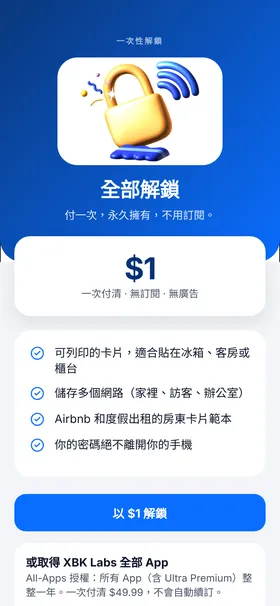 一次性解鎖
全部解鎖
付一次，永久擁有，不用訂閱。
$1
一次付清 · 無訂閱 · 無廣告
可列印的卡片，適合貼在冰箱、客房或
櫃台
儲存多個網路（家裡、訪客、辦公室）
Airbnb 和度假出租的房東卡片範本
你的密碼絕不離開你的手機
以 $1 解鎖
或取得 XBK Labs 全部 App
All-Apps 授權：所有 App（含 Ultra Premium）整
整一年。一次付清 $49.99，不會自動續訂。